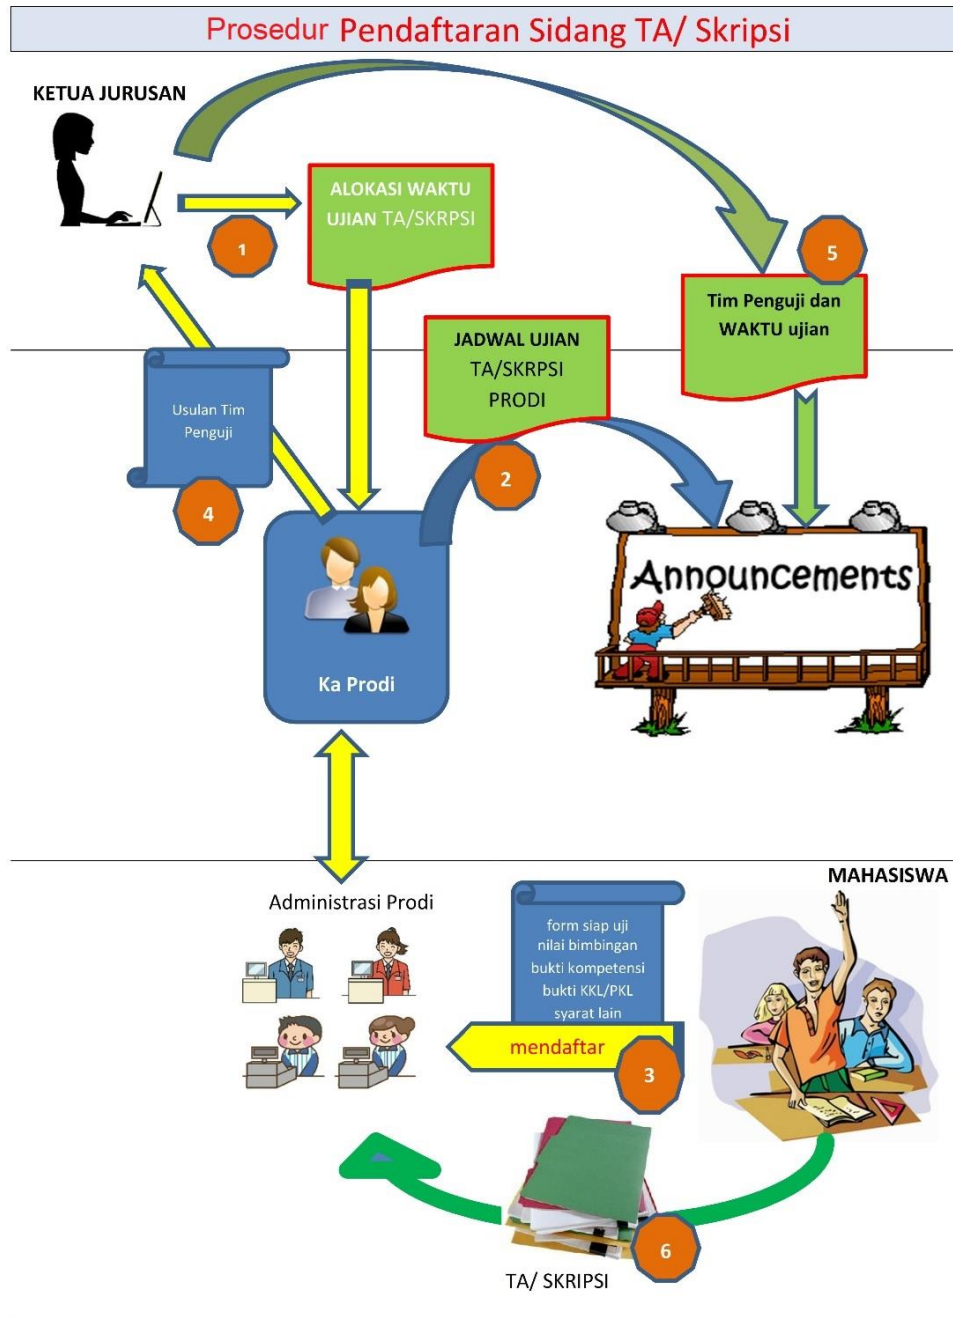 Prosedur Pendaftaran Sidang TA/ Skripsi
KETUA JURUSAN
ALOKASI WAKTU
UJIAN TA/SKRPSI
1
5
Tim Penguji dan
WAKTU ujian
JADWAL UJIAN
TA/SKRPSI
PRODI
2
Usulan Tim
Penguji
4
Announcements
Ka Prodi
MAHASISWA
Administrasi Prodi
form siap uji
nilai bimbingan
bukti kompetensi
bukti KKL/PKL
syarat lain
mendaftar
3
6
TA/ SKRIPSI